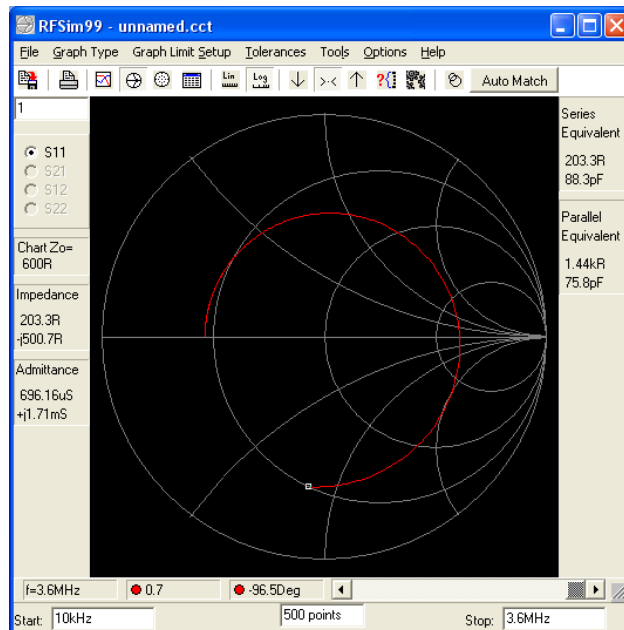 RFSim99 - unnamed.cct
File Graph Type Graph Limit Setup Tolerances Tools Options Help
Lin Log Auto Match
1
S11
S21
S12
S22
Chart Zo=
600R
Impedance
203.3R
-j500.7R
Admittance
696.16uS
+j1.71mS
Series
Equivalent
203.3R
88.3pF
Parallel
Equivalent
1.44kR
75.8pF
f=3.6MHz 0.7 -96.5Deg
Start: 10kHz 500 points Stop: 3.6MHz